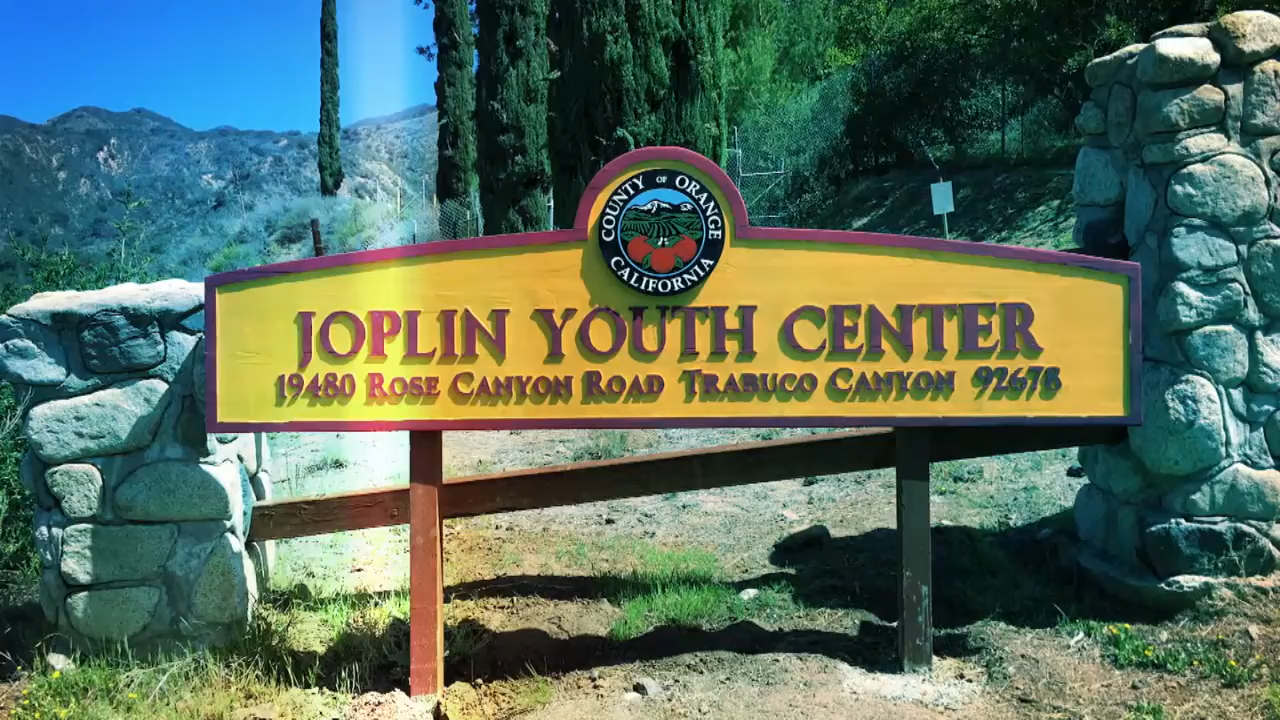 COUNTY OF ORANGE
CALIFORNIA
JOPLIN YOUTH CENTER
19480 ROSE CANYON ROAD TRABUCO CANYON 92678